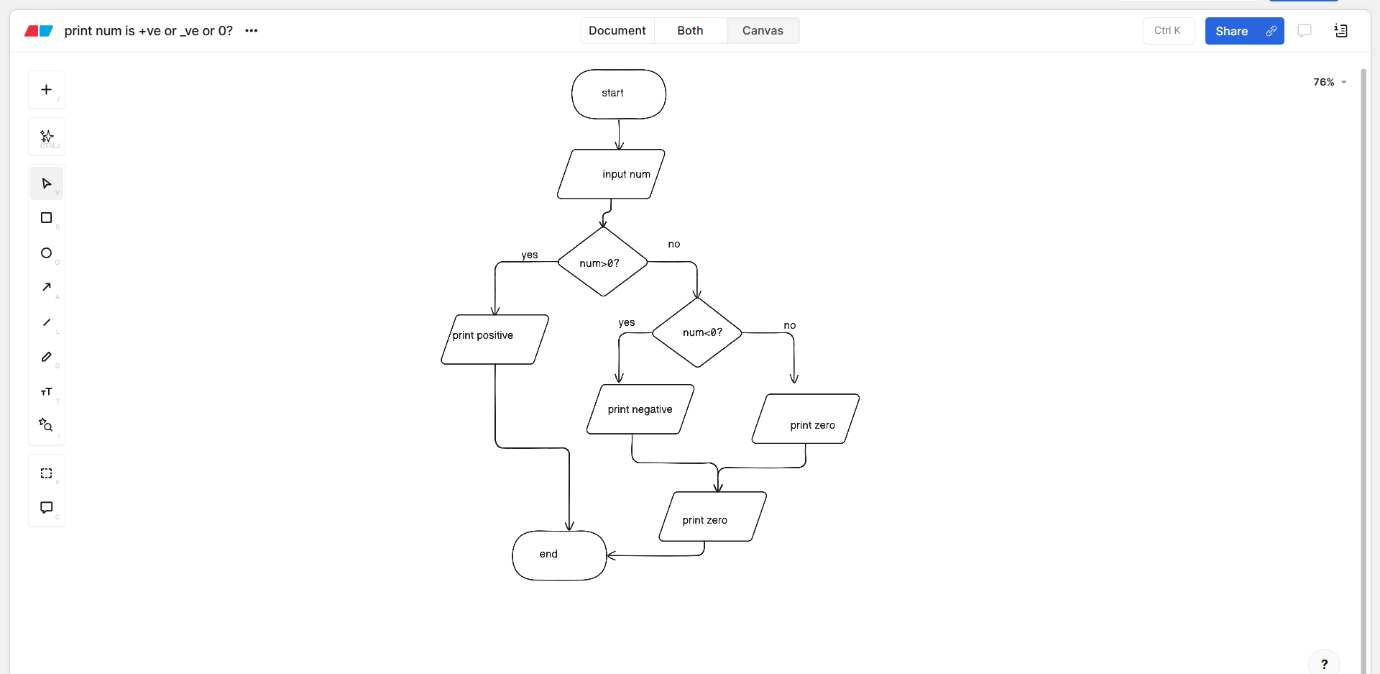 print num is +ve or _ve or 0? •••
Document Both Canvas
Ctrl K
Share
76%
start
input num
num>0?
yes
no
print positive
num<0?
yes
no
print negative
print zero
print zero
end
/
CTRL J
V
R
O
A
L
D
T
I
F
C
?